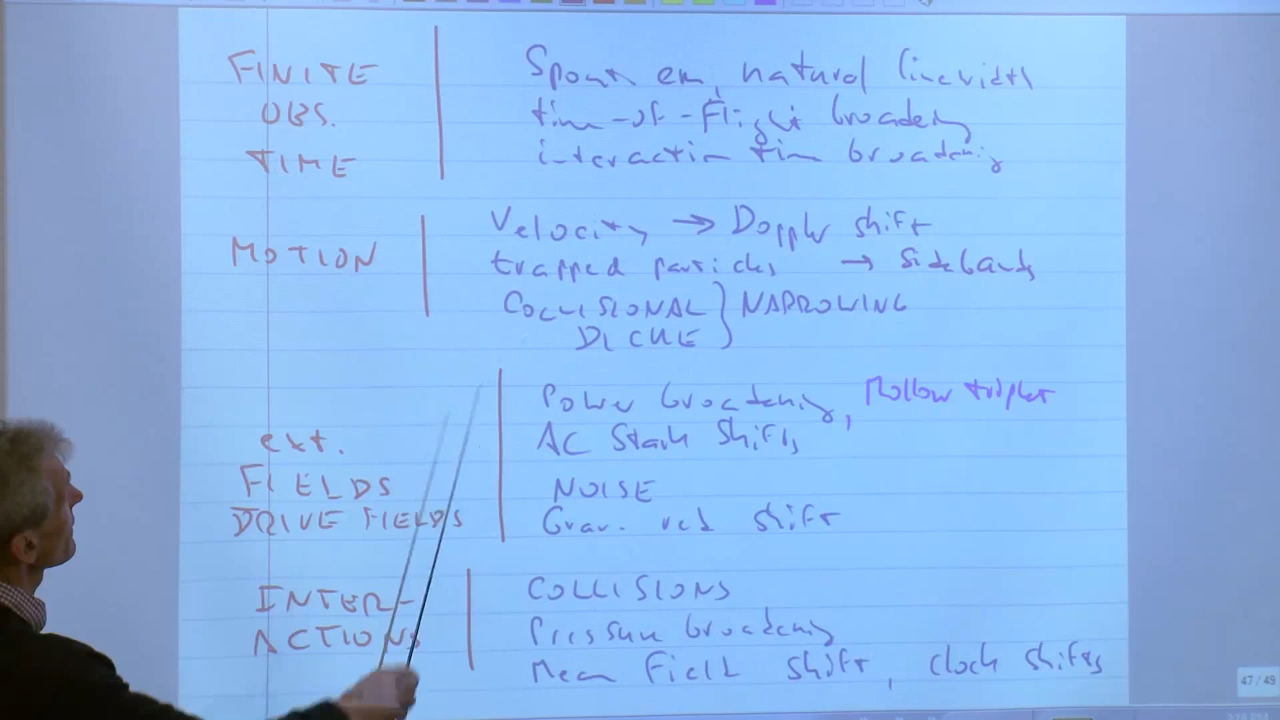 FINITE
OBS.
TIME
Spont em, natural linewidth
time-of-flight broadening
interaction time broadening
MOTION
Velocity → Doppler shift
trapped particles → sidebands
COLLISIONAL } NARROWING
DICKE
ext.
FIELDS
DRIVE FIELDS
Power broadening, Mollow triplet
AC Stark Shifts
NOISE
Grav. red shift
INTER-
ACTIONS
COLLISIONS
Pressure broadening
Mean Field shift, clock shifts
47 / 49